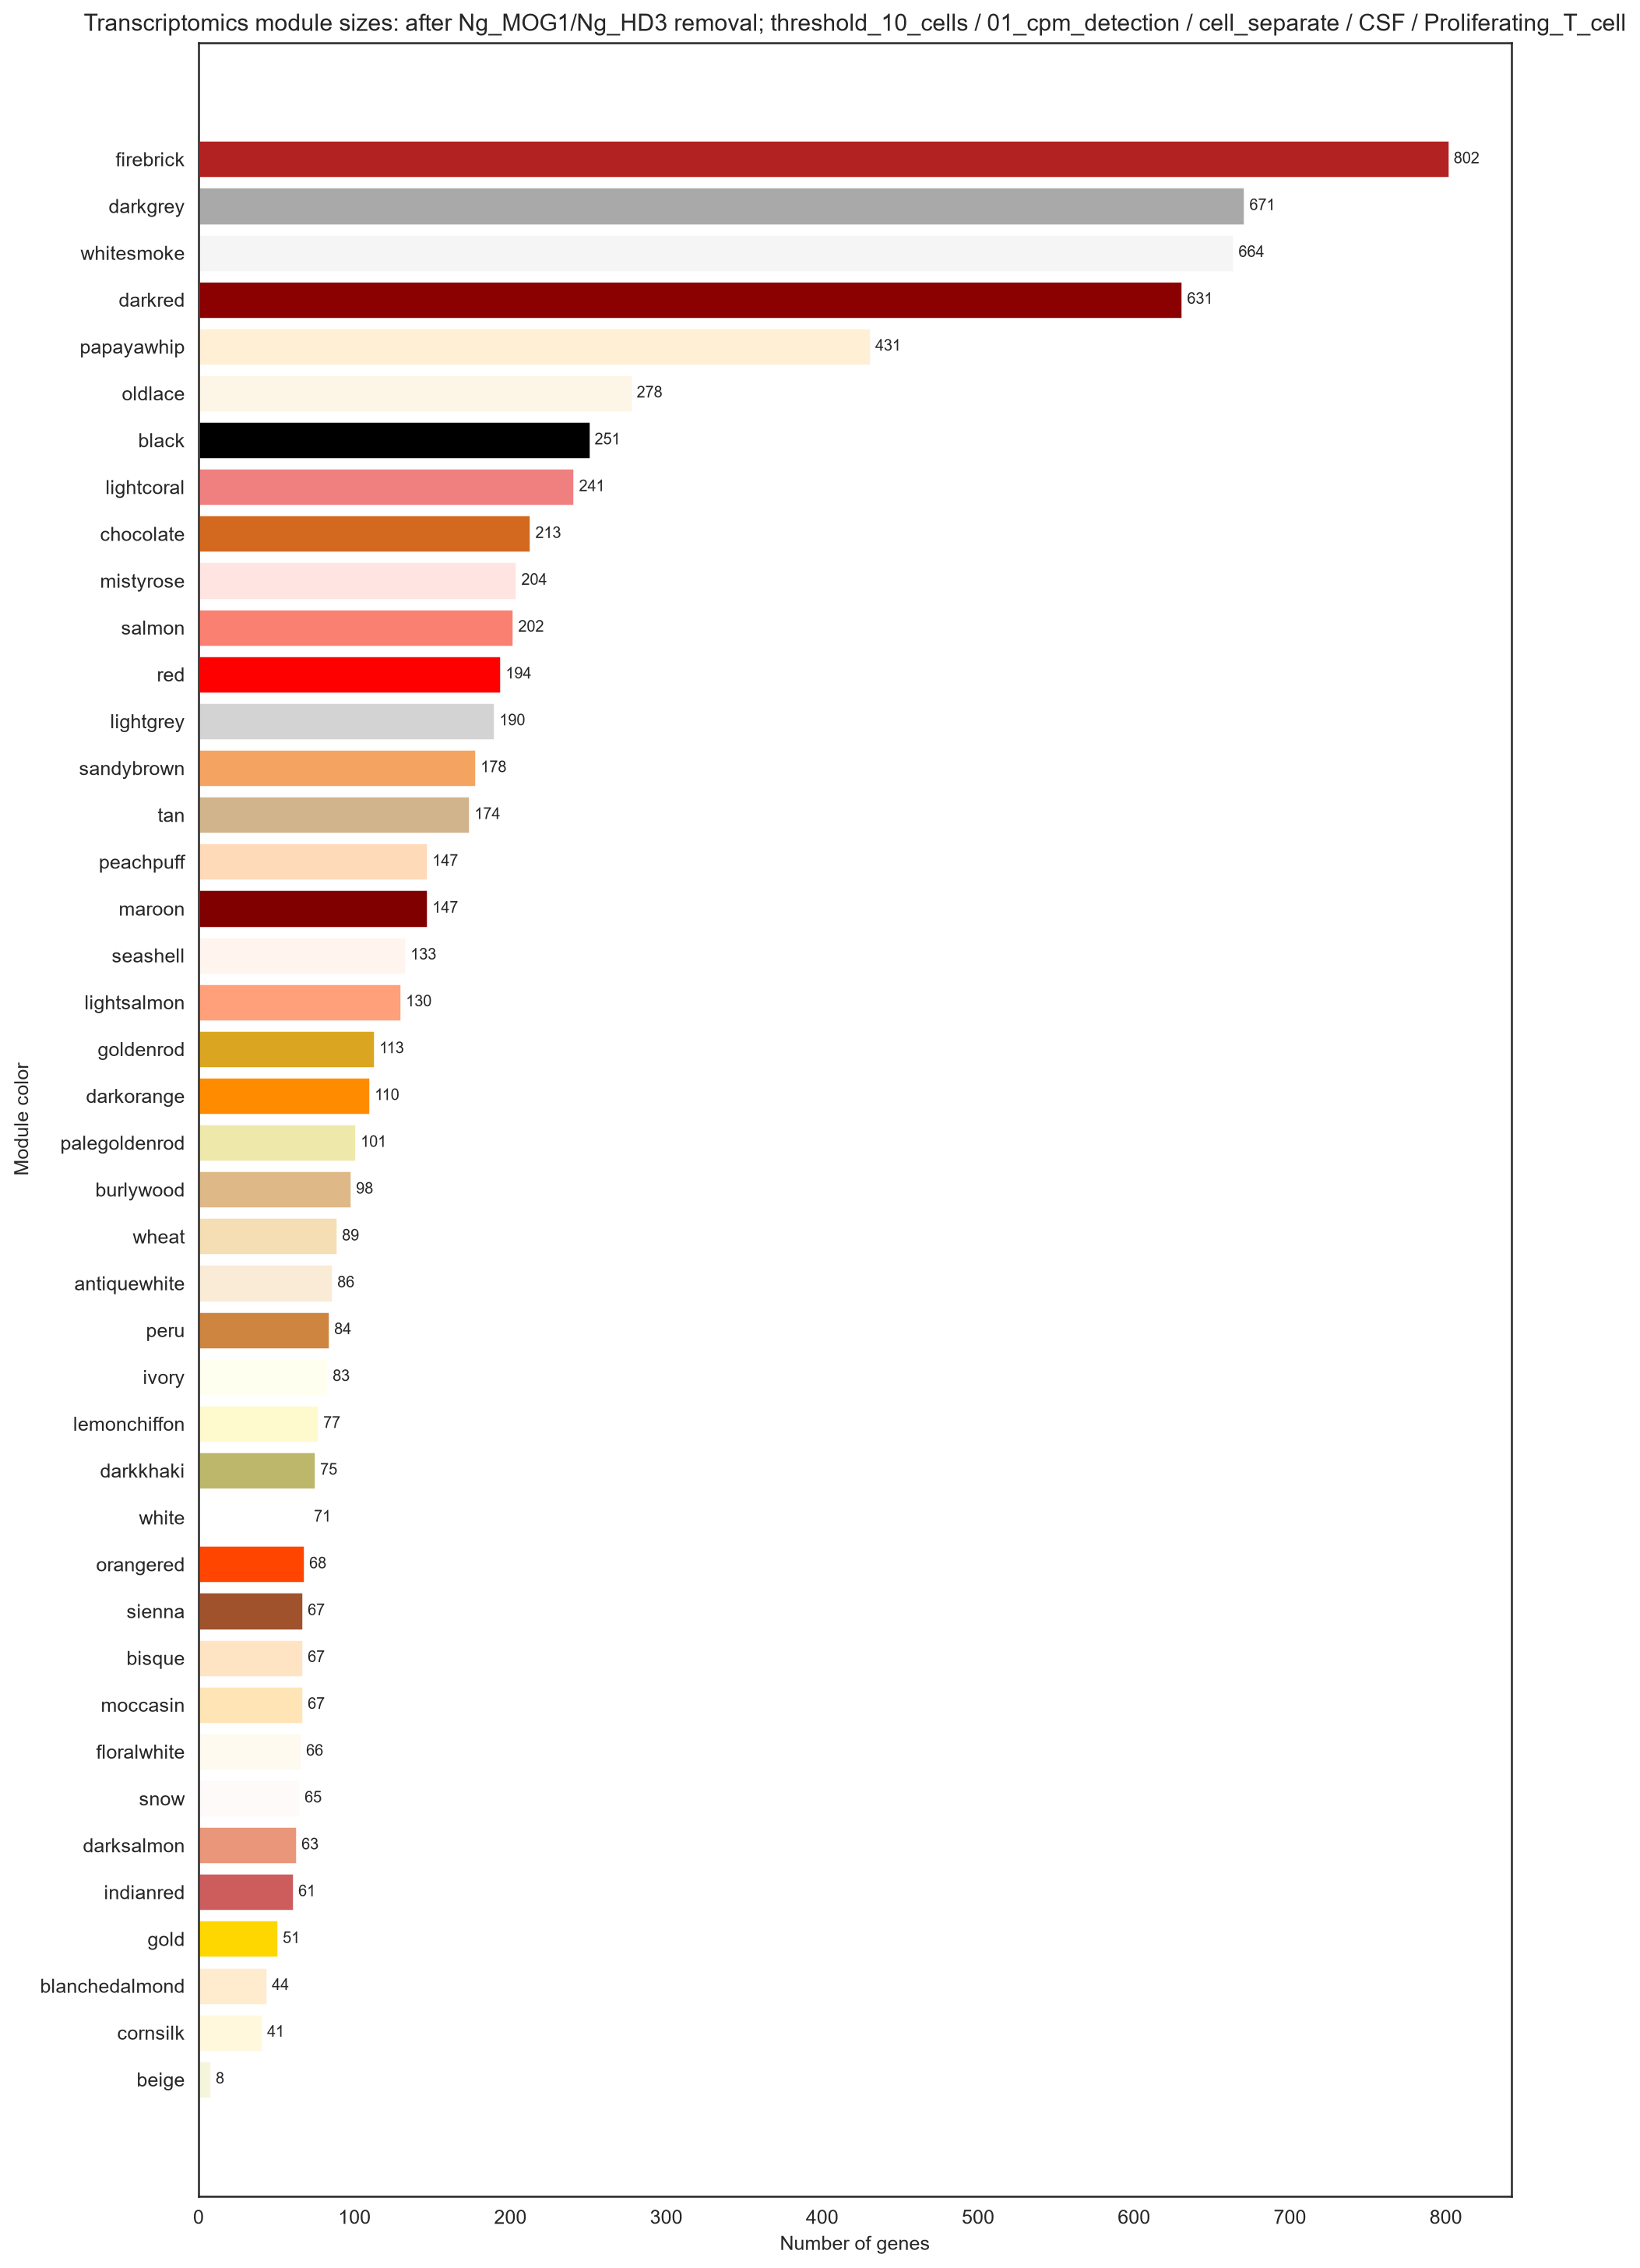 Transcriptomics module sizes: after Ng_MOG1/Ng_HD3 removal; threshold_10_cells / 01_cpm_detection / cell_separate / CSF / Proliferating_T_cell
firebrick 802
darkgrey 671
whitesmoke 664
darkred 631
papayawhip 431
oldlace 278
black 251
lightcoral 241
chocolate 213
mistyrose 204
salmon 202
red 194
lightgrey 190
sandybrown 178
tan 174
peachpuff 147
maroon 147
seashell 133
lightsalmon 130
goldenrod 113
darkorange 110
palegoldenrod 101
burlywood 98
wheat 89
antiquewhite 86
peru 84
ivory 83
lemonchiffon 77
darkkhaki 75
white 71
orangered 68
sienna 67
bisque 67
moccasin 67
floralwhite 66
snow 65
darksalmon 63
indianred 61
gold 51
blanchedalmond 44
cornsilk 41
beige 8
Module color
0 100 200 300 400 500 600 700 800
Number of genes